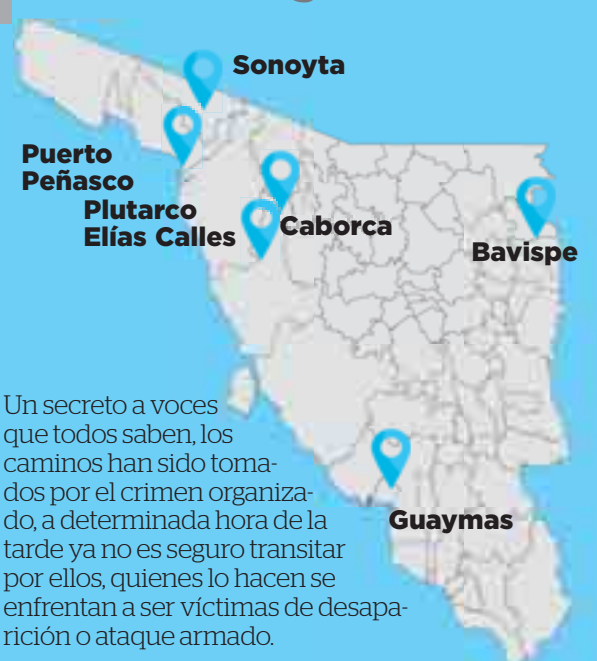 Sonoyta
Puerto
Peñasco
Plutarco
Elías Calles
Caborca
Bavispe
Guaymas
Un secreto a voces
que todos saben, los
caminos han sido toma-
dos por el crimen organiza-
do, a determinada hora de la
tarde ya no es seguro transitar
por ellos, quienes lo hacen se
enfrentan a ser víctimas de desapa-
rición o ataque armado.